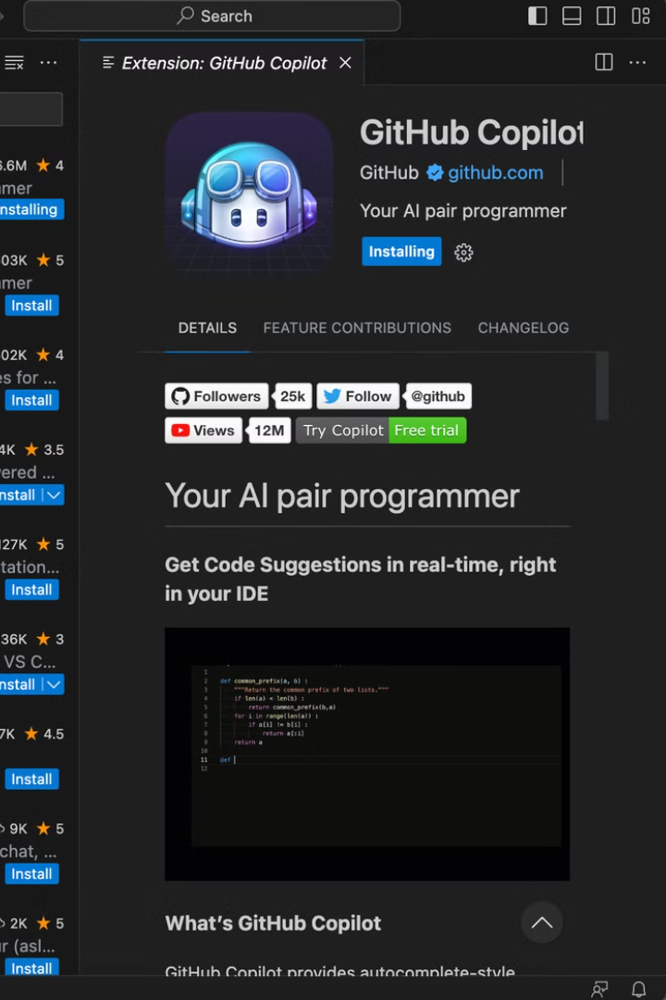 Search
Extension: GitHub Copilot
6.6M ★ 4
mer
nstalling
03K ★ 5
mer
Install
02K ★ 4
es for ...
Install
4K ★ 3.5
ered ...
nstall
127K ★ 5
tation...
Install
36K ★ 3
VS C...
nstall
7K ★ 4.5
Install
9K ★ 5
chat, ...
Install
2K ★ 5
r (asl...
Install
GitHub Copilot
GitHub github.com
Your AI pair programmer
Installing
DETAILS FEATURE CONTRIBUTIONS CHANGELOG
Followers 25k Follow @github
Views 12M Try Copilot Free trial
Your AI pair programmer
Get Code Suggestions in real-time, right
in your IDE
1
2 def common_prefix(a, b) :
3 """Return the common prefix of two lists."""
4 if len(a) < len(b) :
5 return common_prefix(b,a)
6 for i in range(len(a)) :
7 if a[i] != b[i] :
8 return a[:i]
9 return a
10
11 def
12
What's GitHub Copilot
GitHub Copilot provides autocomplete-style